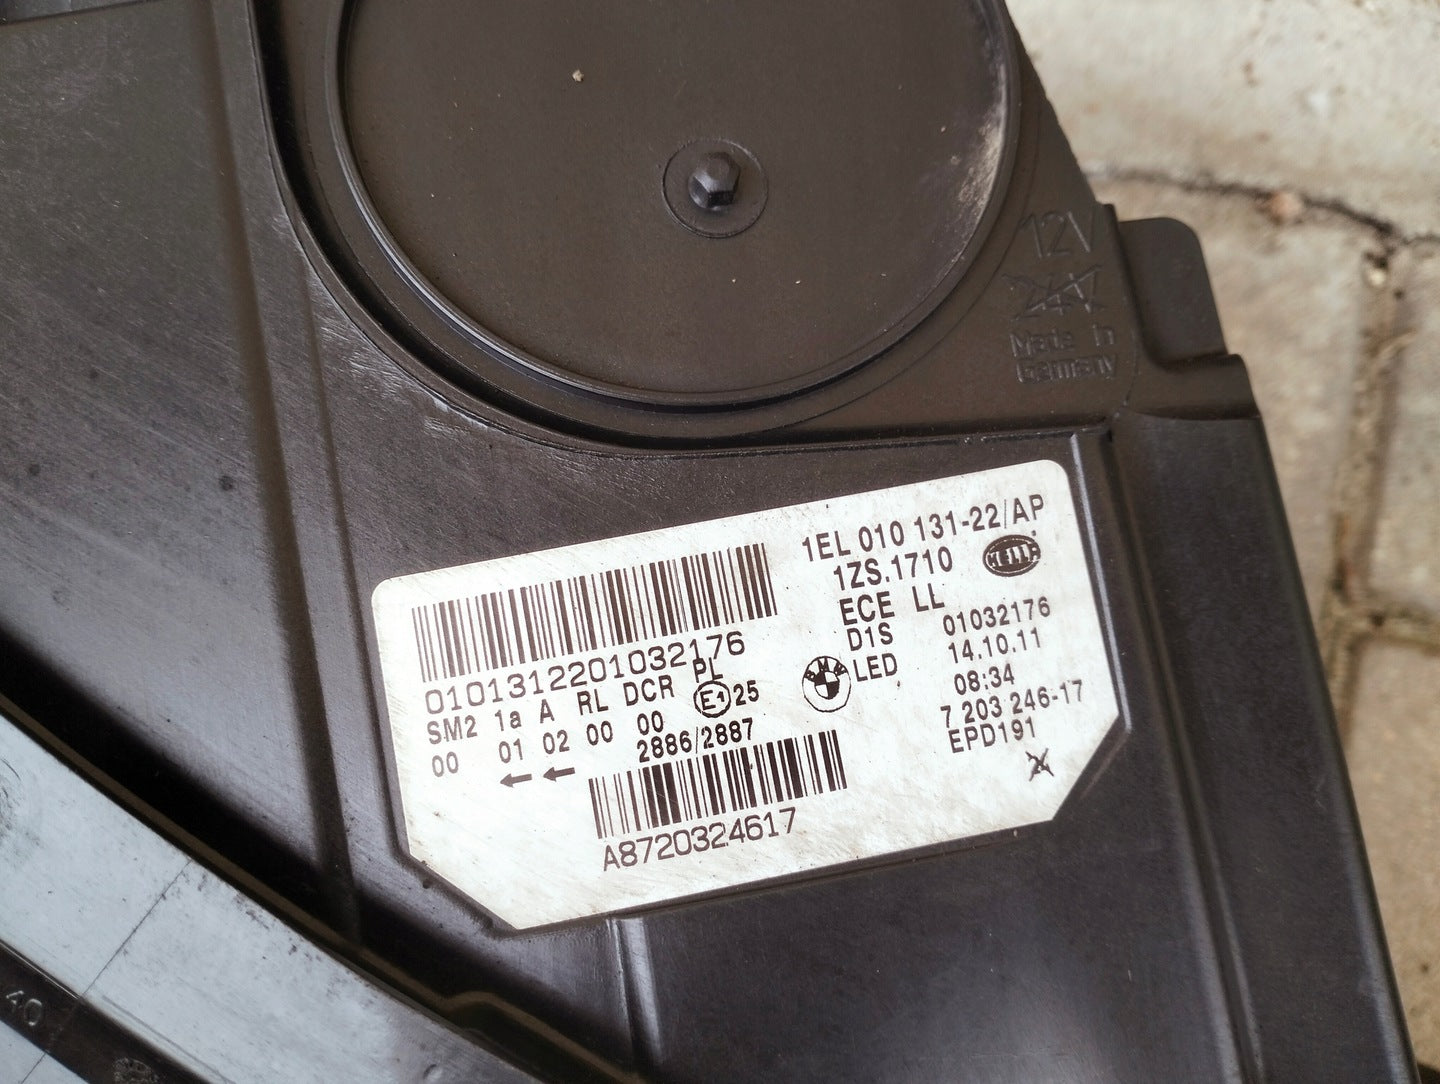 12V
24V
Made in
Germany
1EL 010 131-22/AP
1ZS.1710
HELLA
ECE LL
D1S
LED
BMW
01032176
14.10.11
08:34
7 203 246-17
EPD191
0101312201032176
SM2 1a A RL DCR PL
00 01 02 00 00 E1 25
2886/2887
A8720324617
40